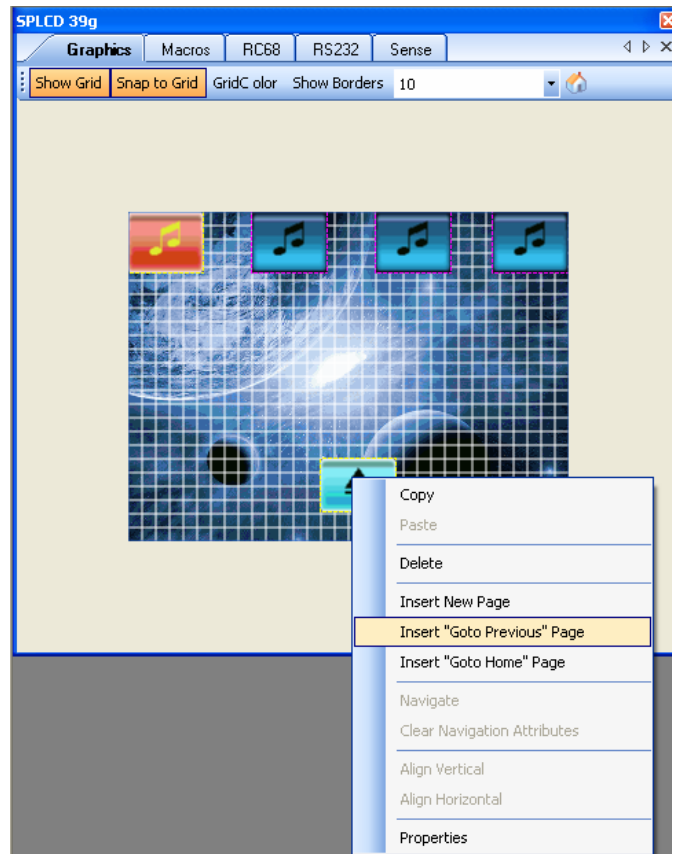 SPLCD 39g
Graphics Macros RC68 RS232 Sense
Show Grid Snap to Grid GridC olor Show Borders 10
Copy
Paste
Delete
Insert New Page
Insert "Goto Previous" Page
Insert "Goto Home" Page
Navigate
Clear Navigation Attributes
Align Vertical
Align Horizontal
Properties